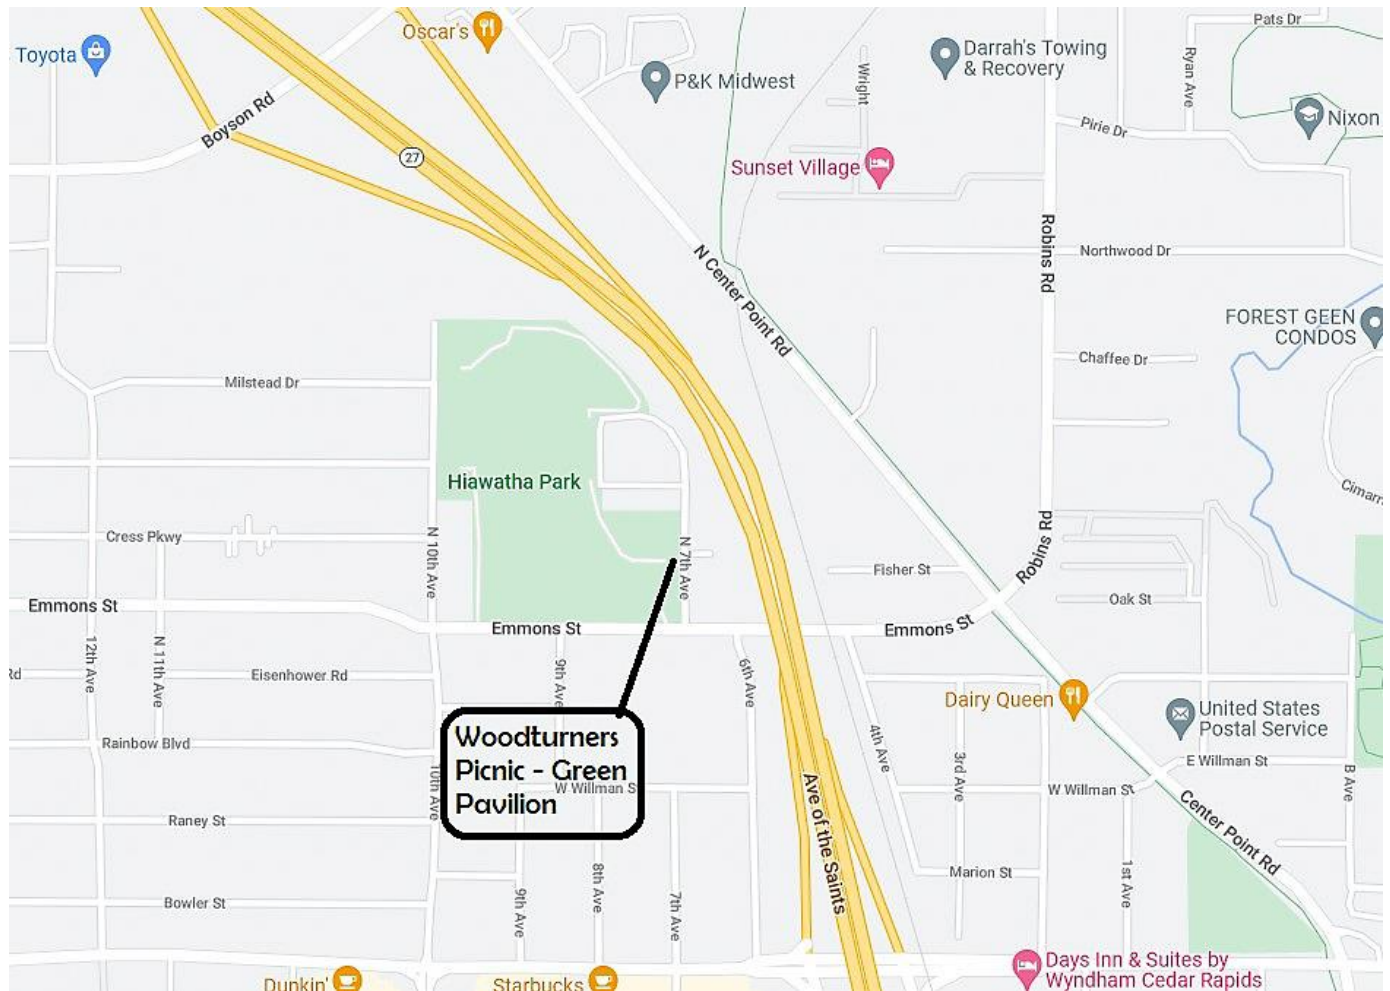 Pats Dr
Oscar's
Toyota
Darrah's Towing
& Recovery
Ryan Ave
P&K Midwest
Wright
Boyson Rd
Nixon
Pirie Dr
27
Sunset Village
Robins Rd
N Center Point Rd
Northwood Dr
FOREST GEEN
CONDOS
Chaffee Dr
Milstead Dr
Hiawatha Park
Cimarr
N 10th Ave
Cress Pkwy
N 7th Ave
Robins Rd
Fisher St
Oak St
Emmons St
Emmons St
Emmons St
12th Ave
N 11th Ave
9th Ave
6th Ave
Rd
Eisenhower Rd
Dairy Queen
United States
Postal Service
Woodturners
Picnic - Green
Pavilion
Rainbow Blvd
4th Ave
3rd Ave
E Willman St
B Ave
10th Ave
W Willman S
W Willman St
Ave of the Saints
Center Point Rd
Raney St
Marion St
1st Ave
8th Ave
9th Ave
7th Ave
Bowler St
Days Inn & Suites by
Wyndham Cedar Rapids
Dunkin'
Starbucks